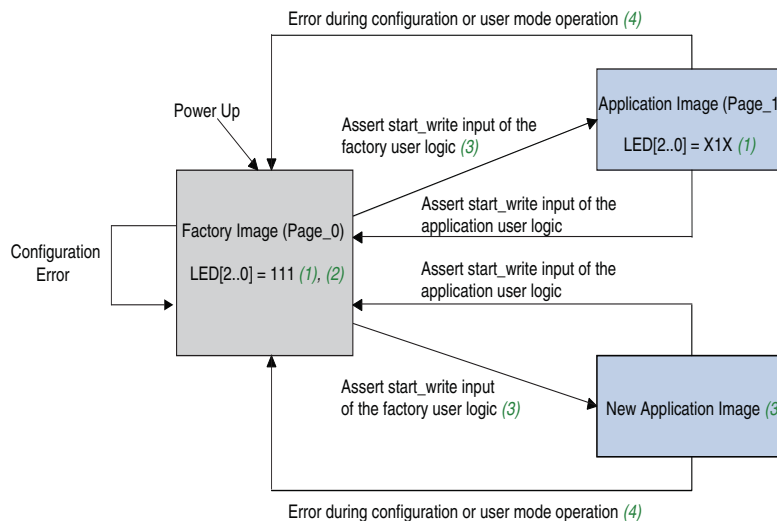 Error during configuration or user mode operation (4)
Power Up
Application Image (Page_1
LED[2..0] = X1X (1)
Assert start_write input of the
factory user logic (3)
Factory Image (Page_0)
LED[2..0] = 111 (1), (2)
Assert start_write input of the
application user logic
Configuration
Error
Assert start_write input of the
application user logic
Assert start_write input
of the factory user logic (3)
New Application Image (3
Error during configuration or user mode operation (4)